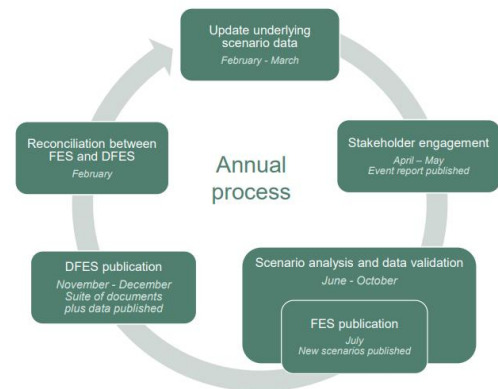 Update underlying
scenario data
February - March
Stakeholder engagement
April – May
Event report published
Scenario analysis and data validation
June - October
FES publication
July
New scenarios published
DFES publication
November - December
Suite of documents
plus data published
Reconciliation between
FES and DFES
February
Annual
process